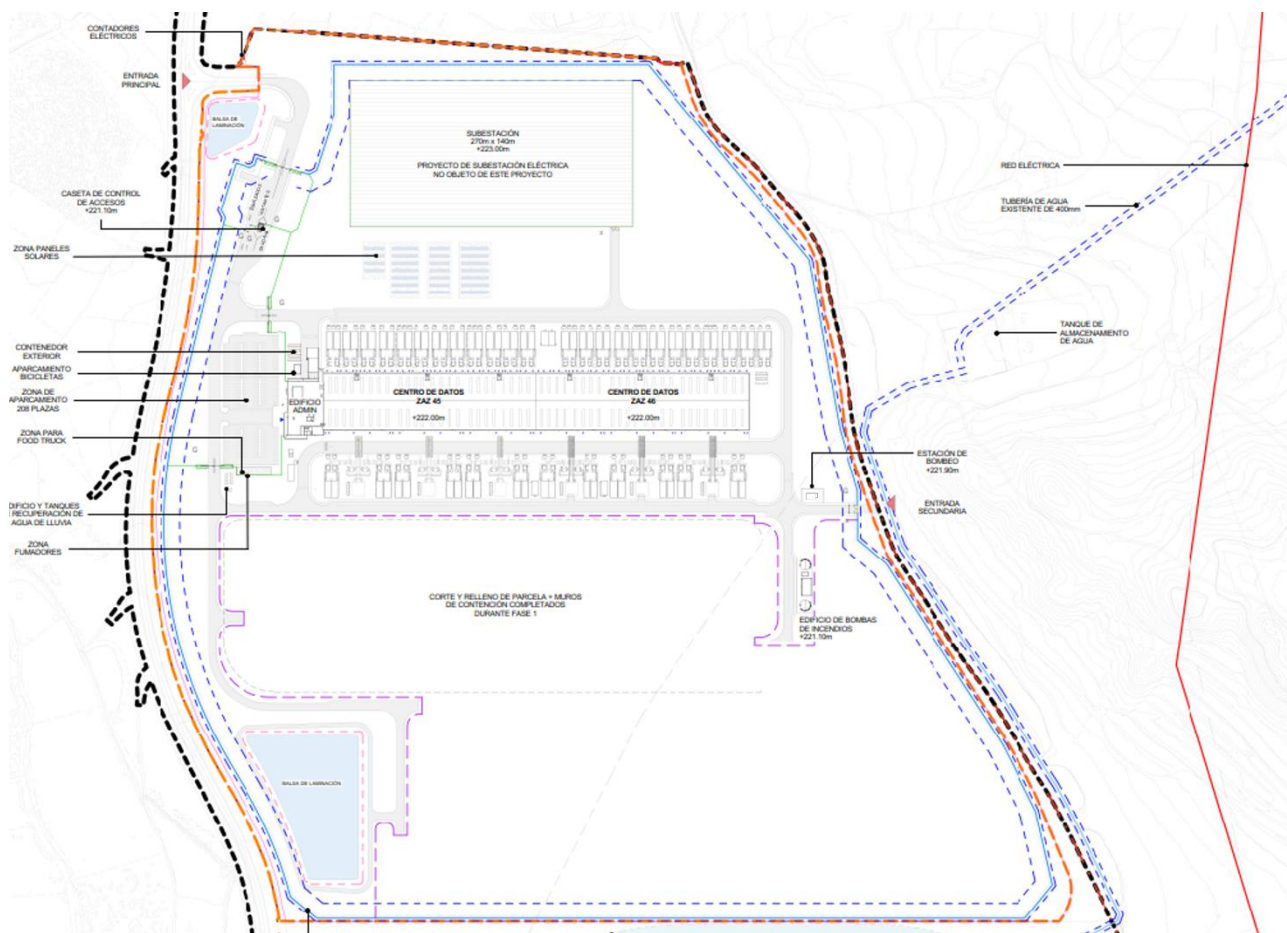 CONTADORES
ELÉCTRICOS
ENTRADA
PRINCIPAL
BALSA DE
LAMINACIÓN
SUBESTACIÓN
270m x 140m
+223.00m
PROYECTO DE SUBESTACIÓN ELÉCTRICA
NO OBJETO DE ESTE PROYECTO
RED ELÉCTRICA
TUBERÍA DE AGUA
EXISTENTE DE 400mm
CASETA DE CONTROL
DE ACCESOS
+221.10m
ZONA PANELES
SOLARES
TANQUE DE
ALMACENAMIENTO
DE AGUA
CONTENEDOR
EXTERIOR
APARCAMIENTO
BICICLETAS
ZONA DE
APARCAMIENTO
208 PLAZAS
ZONA PARA
FOOD TRUCK
EDIFICIO
ADMIN
CENTRO DE DATOS
ZAZ 45
+222.00m
CENTRO DE DATOS
ZAZ 46
+222.00m
ESTACIÓN DE
BOMBEO
+221.90m
ENTRADA
SECUNDARIA
DIFICIO Y TANQUES
RECUPERACIÓN DE
AGUA DE LLUVIA
ZONA
FUMADORES
CORTE Y RELLENO DE PARCELA + MUROS
DE CONTENCIÓN COMPLETADOS
DURANTE FASE 1
EDIFICIO DE BOMBAS
DE INCENDIOS
+221.10m
BALSA DE LAMINACIÓN